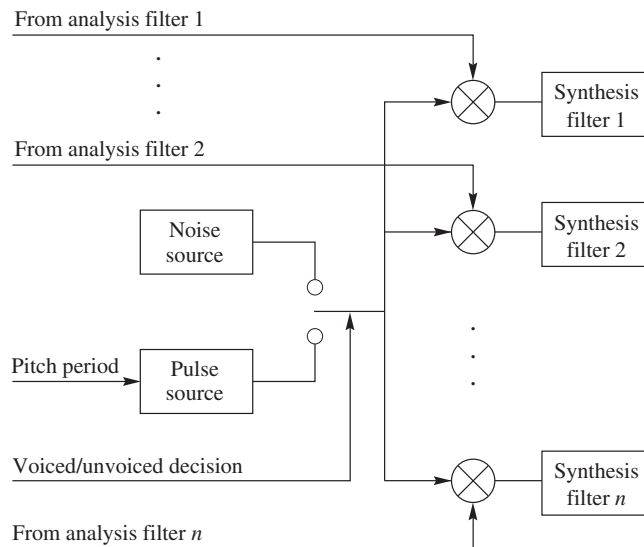 From analysis filter 1
Synthesis
filter 1
From analysis filter 2
Synthesis
filter 2
Noise
source
Pitch period
Pulse
source
Voiced/unvoiced decision
Synthesis
filter n
From analysis filter n